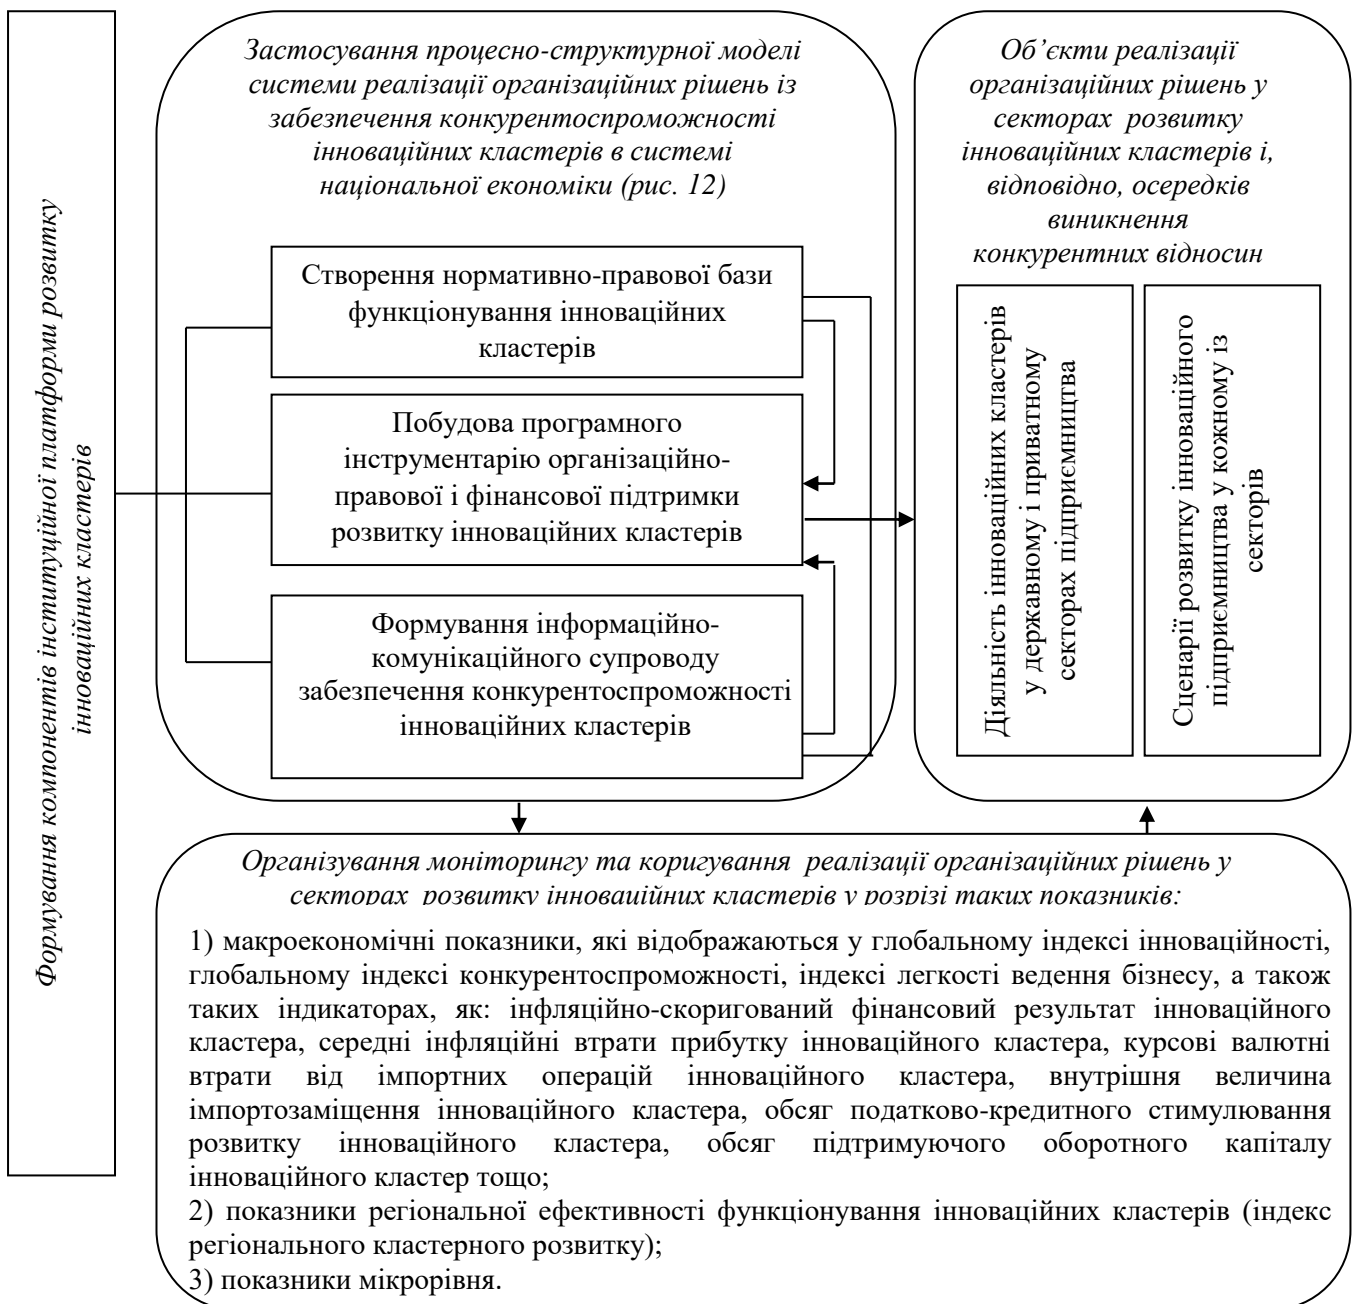 Формування компонентів інституційної платформи розвитку
інноваційних кластерів
Застосування процесно-структурної моделі
системи реалізації організаційних рішень із
забезпечення конкурентоспроможності
інноваційних кластерів в системі
національної економіки (рис. 12)
Створення нормативно-правової бази
функціонування інноваційних
кластерів
Побудова програмного
інструментарію організаційно-
правової і фінансової підтримки
розвитку інноваційних кластерів
Формування інформаційно-
комунікаційного супроводу
забезпечення конкурентоспроможності
інноваційних кластерів
Об’єкти реалізації
організаційних рішень у
секторах розвитку
інноваційних кластерів і,
відповідно, осередків
виникнення
конкурентних відносин
Діяльність інноваційних кластерів
у державному і приватному
секторах підприємництва
Сценарії розвитку інноваційного
підприємництва у кожному із
секторів
Організування моніторингу та коригування реалізації організаційних рішень у
секторах розвитку інноваційних кластерів у розрізі таких показників:
1) макроекономічні показники, які відображаються у глобальному індексі інноваційності,
глобальному індексі конкурентоспроможності, індексі легкості ведення бізнесу, а також
таких індикаторах, як: інфляційно-скоригований фінансовий результат інноваційного
кластера, середні інфляційні втрати прибутку інноваційного кластера, курсові валютні
втрати від імпортних операцій інноваційного кластера, внутрішня величина
імпортозаміщення інноваційного кластера, обсяг податково-кредитного стимулювання
розвитку інноваційного кластера, обсяг підтримуючого оборотного капіталу
інноваційного кластер тощо;
2) показники регіональної ефективності функціонування інноваційних кластерів (індекс
регіонального кластерного розвитку);
3) показники мікрорівня.